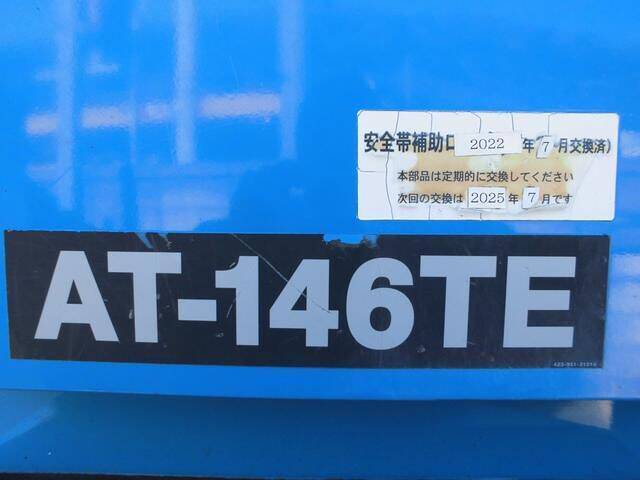 安全帯補助ロ 2022 年 7 月交換済)
本部品は定期的に交換してください
次回の交換は 2025 年 7 月です
AT-146TE